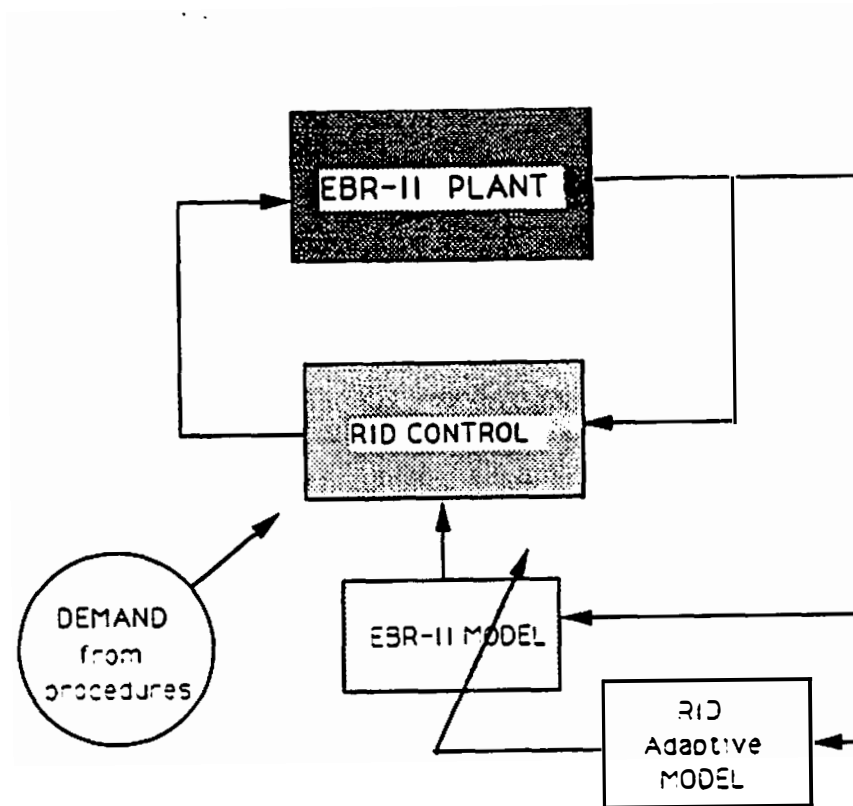 EBR-II PLANT
RID CONTROL
DEMAND
from
procedures
EBR-II MODEL
RID
Adaptive
MODEL